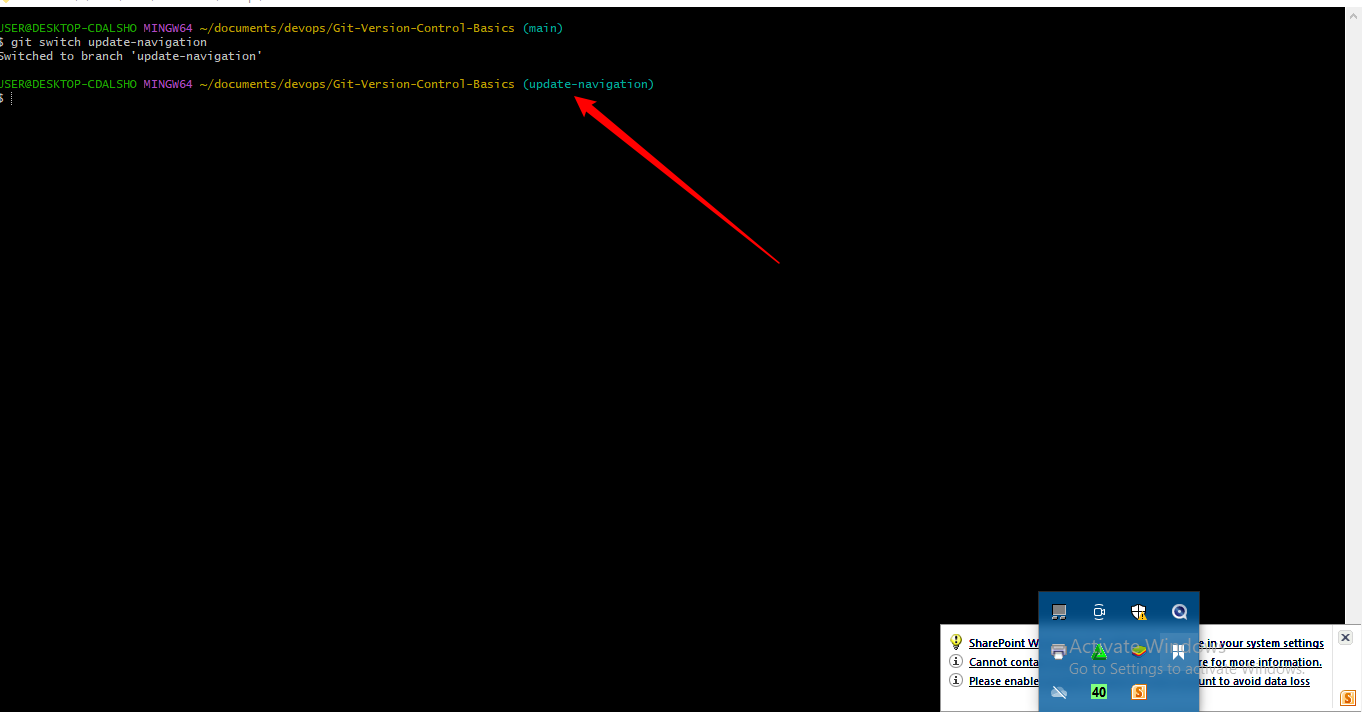 USER@DESKTOP-CDALSHO MINGW64 ~/documents/devops/Git-Version-Control-Basics (main)
$ git switch update-navigation
Switched to branch 'update-navigation'
USER@DESKTOP-CDALSHO MINGW64 ~/documents/devops/Git-Version-Control-Basics (update-navigation)
$
SharePoint W e in your system settings
Activate Windows
Cannot conta re for more information.
Go to Settings to activate Windows.
Please enable unt to avoid data loss
40 S
S